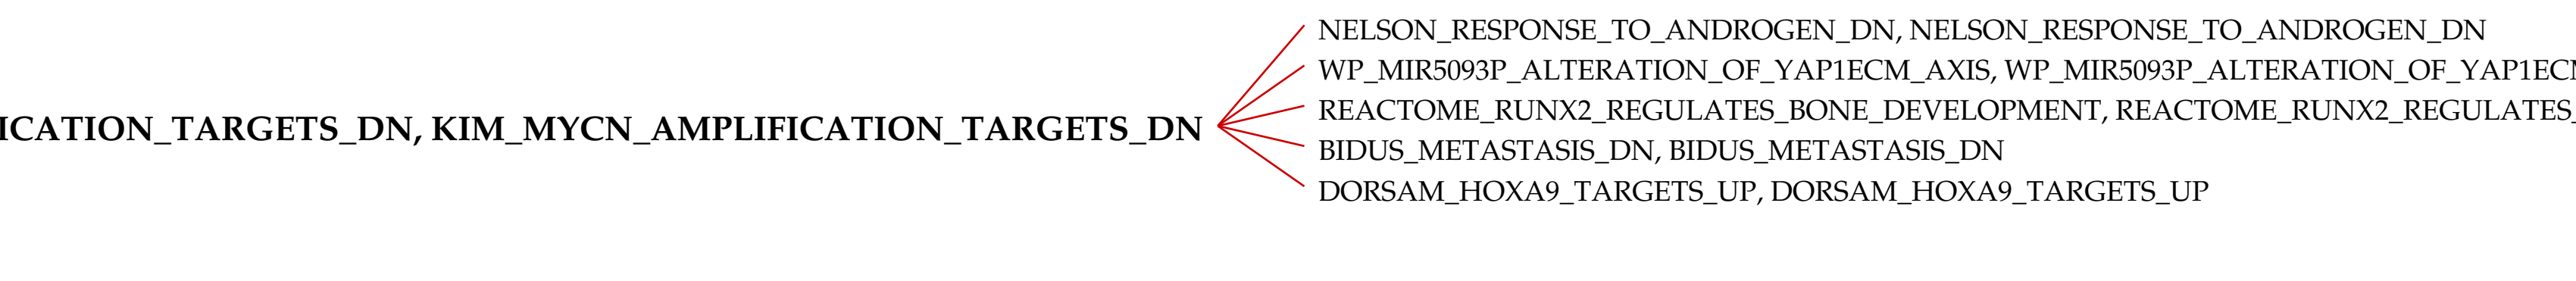 NELSON_RESPONSE_TO_ANDROGEN_DN, NELSON_RESPONSE_TO_ANDROGEN_DN
WP_MIR5093P_ALTERATION_OF_YAP1ECM_AXIS, WP_MIR5093P_ALTERATION_OF_YAP1ECM
REACTOME_RUNX2_REGULATES_BONE_DEVELOPMENT, REACTOME_RUNX2_REGULATES_
ICATION_TARGETS_DN, KIM_MYCN_AMPLIFICATION_TARGETS_DN
BIDUS_METASTASIS_DN, BIDUS_METASTASIS_DN
DORSAM_HOXA9_TARGETS_UP, DORSAM_HOXA9_TARGETS_UP